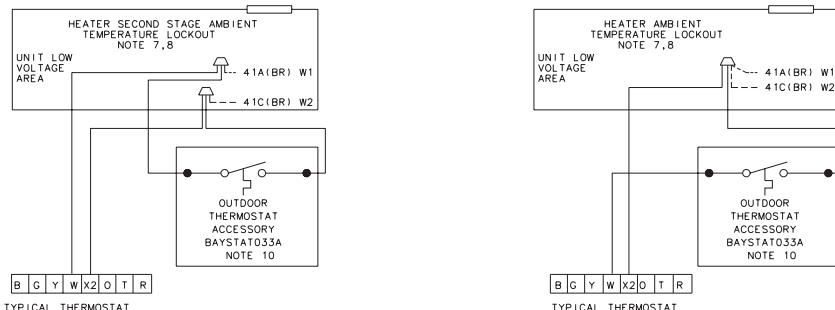 HEATER SECOND STAGE AMBIENT
TEMPERATURE LOCKOUT
NOTE 7,8
UNIT LOW
VOLTAGE
AREA
41A(BR) W1
41C(BR) W2
OUTDOOR
THERMOSTAT
ACCESSORY
BAYSTAT033A
NOTE 10
B G Y W X2 O T R
TYPICAL THERMOSTAT
HEATER AMBIENT
TEMPERATURE LOCKOUT
NOTE 7,8
UNIT LOW
VOLTAGE
AREA
41A(BR) W1
41C(BR) W2
OUTDOOR
THERMOSTAT
ACCESSORY
BAYSTAT033A
NOTE 10
B G Y W X2 O T R
TYPICAL THERMOSTAT